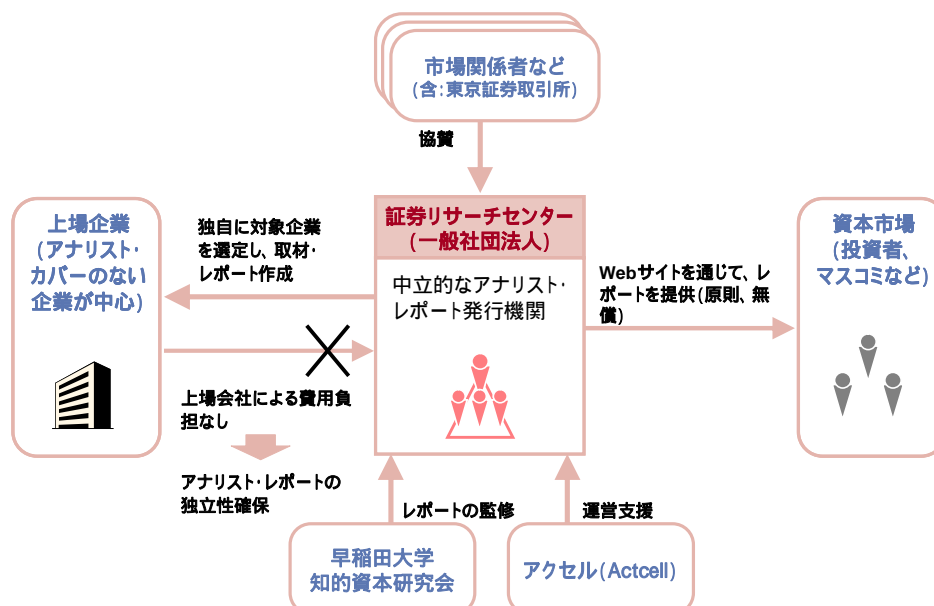 市場関係者など
(含:東京証券取引所)
協賛
上場企業
(アナリスト・
カバーのない
企業が中心)
独自に対象企業
を選定し、取材・
レポート作成
証券リサーチセンター
(一般社団法人)
中立的なアナリスト・
レポート発行機関
Webサイトを通じて、レ
ポートを提供(原則、無
償)
資本市場
(投資者、
マスコミなど)
上場会社による費用負
担なし
アナリスト・レポートの
独立性確保
レポートの監修
運営支援
早稲田大学
知的資本研究会
アクセル(Actcell)